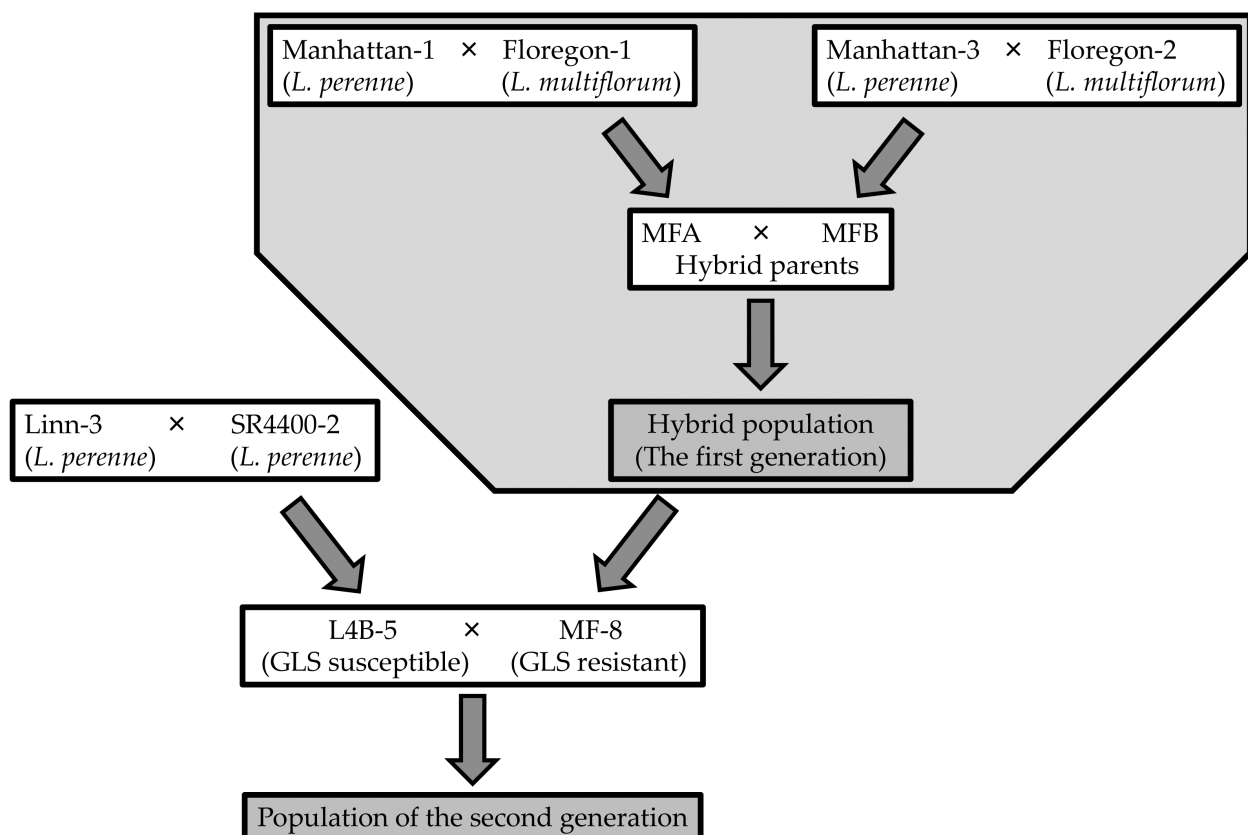 Manhattan-1 × Floregon-1
(L. perenne) (L. multiflorum)
Manhattan-3 × Floregon-2
(L. perenne) (L. multiflorum)
MFA × MFB
Hybrid parents
Hybrid population
(The first generation)
Linn-3 × SR4400-2
(L. perenne) (L. perenne)
L4B-5 × MF-8
(GLS susceptible) (GLS resistant)
Population of the second generation